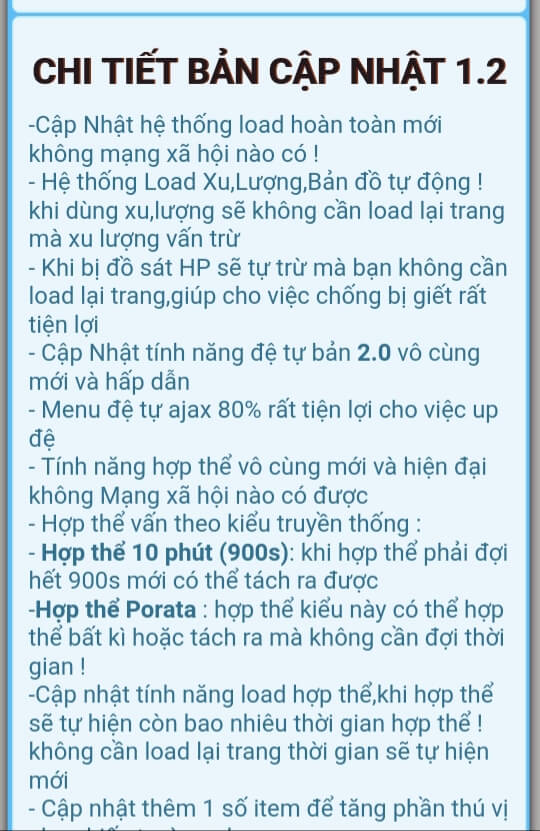 CHI TIẾT BẢN CẬP NHẬT 1.2
-Cập Nhật hệ thống load hoàn toàn mới
không mạng xã hội nào có !
- Hệ thống Load Xu,Lượng,Bản đồ tự động !
khi dùng xu,lượng sẽ không cần load lại trang
mà xu lượng vấn trừ
- Khi bị đồ sát HP sẽ tự trừ mà bạn không cần
load lại trang,giúp cho việc chống bị giết rất
tiện lợi
- Cập Nhật tính năng đệ tự bản 2.0 vô cùng
mới và hấp dẫn
- Menu đệ tự ajax 80% rất tiện lợi cho việc up
đệ
- Tính năng hợp thể vô cùng mới và hiện đại
không Mạng xã hội nào có được
- Hợp thể vấn theo kiểu truyền thống :
- Hợp thể 10 phút (900s): khi hợp thể phải đợi
hết 900s mới có thể tách ra được
-Hợp thể Porata : hợp thể kiểu này có thể hợp
thể bất kì hoặc tách ra mà không cần đợi thời
gian !
-Cập nhật tính năng load hợp thể,khi hợp thể
sẽ tự hiện còn bao nhiêu thời gian hợp thể !
không cần load lại trang thời gian sẽ tự hiện
mới
- Cập nhật thêm 1 số item để tăng phần thú vị